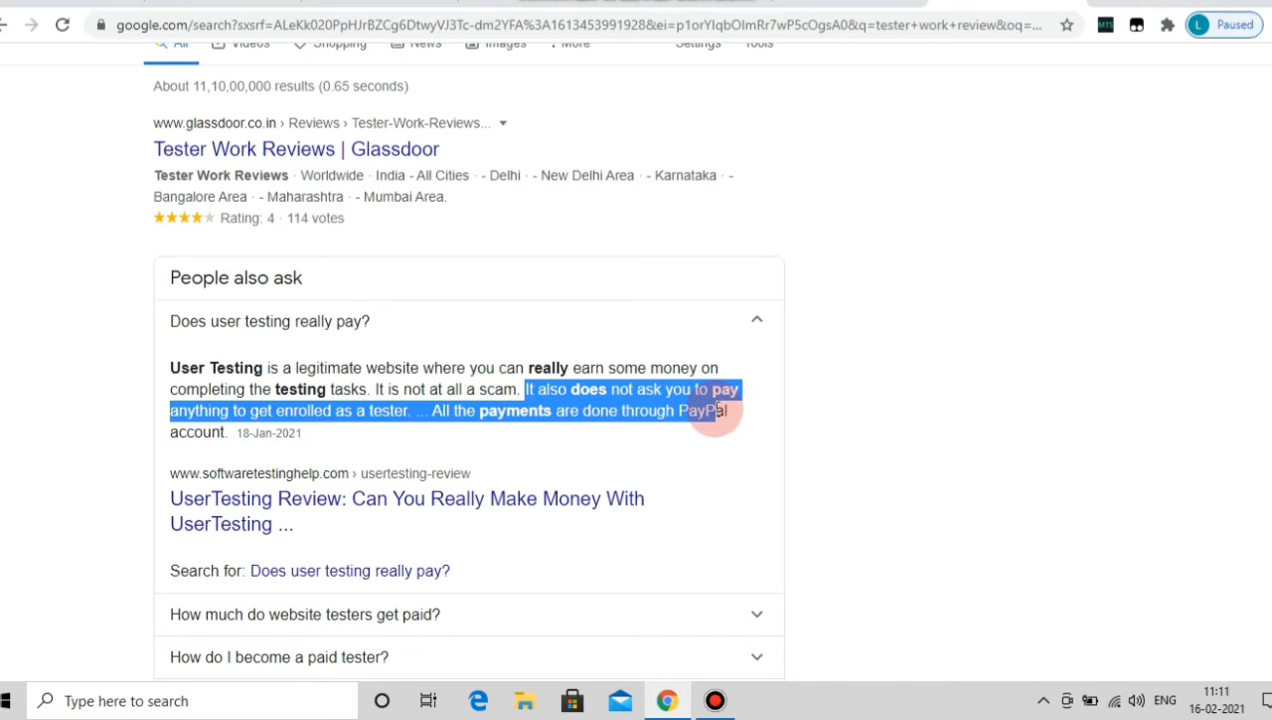 google.com/search?sxsrf=ALeKk020PpHJrBZCg6DtwyVJ3Tc-dm2YFA%3A1613453991928&ei=p1orYIqbOImRr7wP5cOgsA0&q=tester+work+review&oq=...
Paused
All Videos Shopping News Images More Settings Tools
About 11,10,00,000 results (0.65 seconds)
www.glassdoor.co.in › Reviews › Tester-Work-Reviews...
Tester Work Reviews | Glassdoor
Tester Work Reviews · Worldwide · India - All Cities · - Delhi · - New Delhi Area · - Karnataka · -
Bangalore Area · - Maharashtra · - Mumbai Area.
Rating: 4 · 114 votes
People also ask
Does user testing really pay?
User Testing is a legitimate website where you can really earn some money on
completing the testing tasks. It is not at all a scam. It also does not ask you to pay
anything to get enrolled as a tester. ... All the payments are done through PayPal
account. 18-Jan-2021
www.softwaretestinghelp.com › usertesting-review
UserTesting Review: Can You Really Make Money With
UserTesting ...
Search for: Does user testing really pay?
How much do website testers get paid?
How do I become a paid tester?
Type here to search
ENG
11:11
16-02-2021